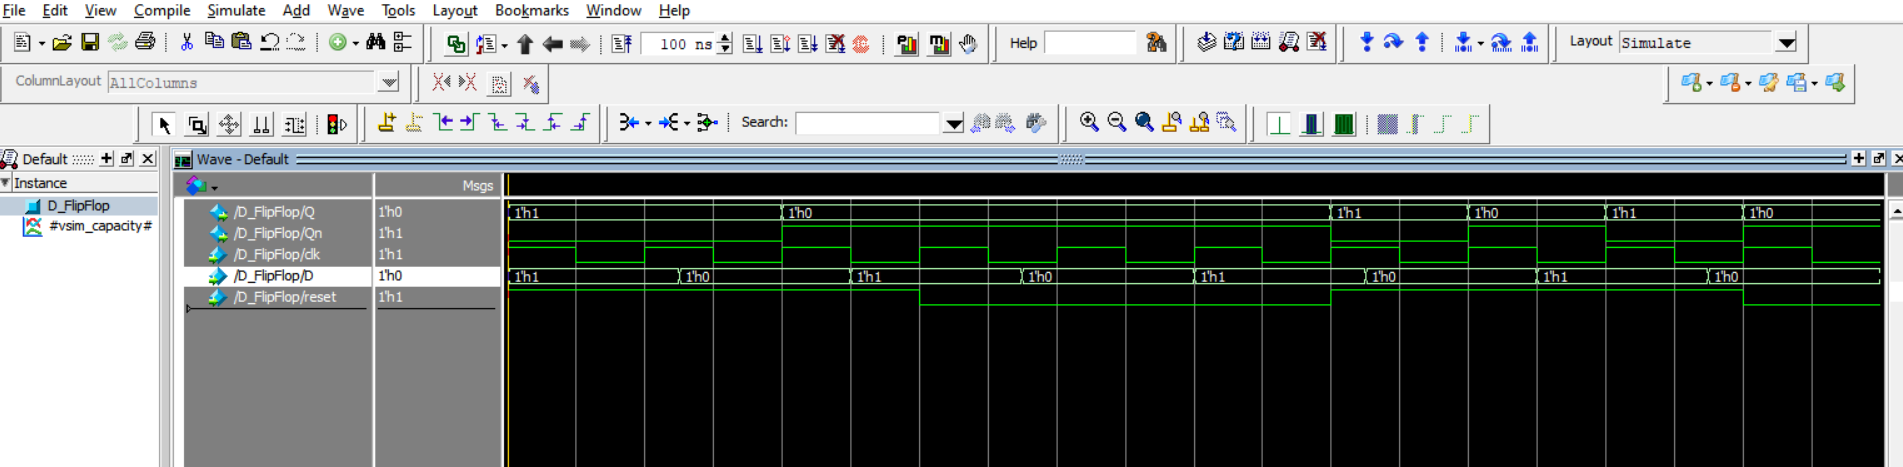 File Edit View Compile Simulate Add Wave Tools Layout Bookmarks Window Help
100 ns Help Layout Simulate
ColumnLayout AllColumns
Search:
Default Wave - Default
Instance Msgs
D_FlipFlop
#vsim_capacity#
/D_FlipFlop/Q 1'h0 1'h1 1'h0 1'h1 1'h0 1'h1 1'h0
/D_FlipFlop/Qn 1'h1
/D_FlipFlop/clk 1'h1
/D_FlipFlop/D 1'h0 1'h1 1'h0 1'h1 1'h0 1'h1 1'h0 1'h1 1'h0
/D_FlipFlop/reset 1'h1